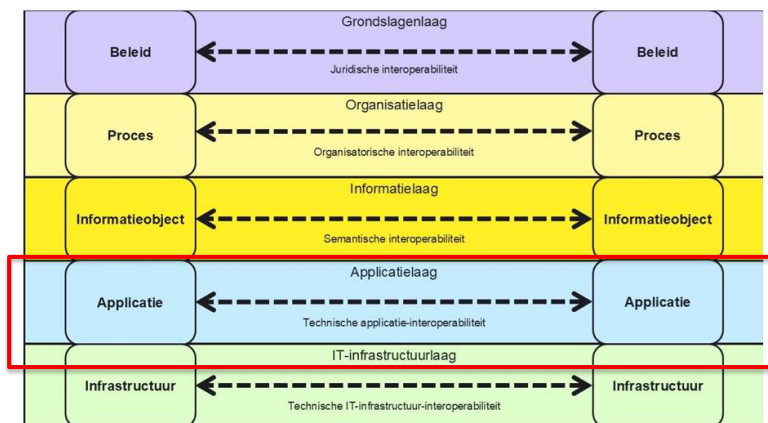 Grondslagenlaag
Beleid Beleid
Juridische interoperabiliteit
Organisatielaag
Proces Proces
Organisatorische interoperabiliteit
Informatielaag
Informatieobject Informatieobject
Semantische interoperabiliteit
Applicatielaag
Applicatie Applicatie
Technische applicatie-interoperabiliteit
IT-infrastructuurlaag
Infrastructuur Infrastructuur
Technische IT-infrastructuur-interoperabiliteit